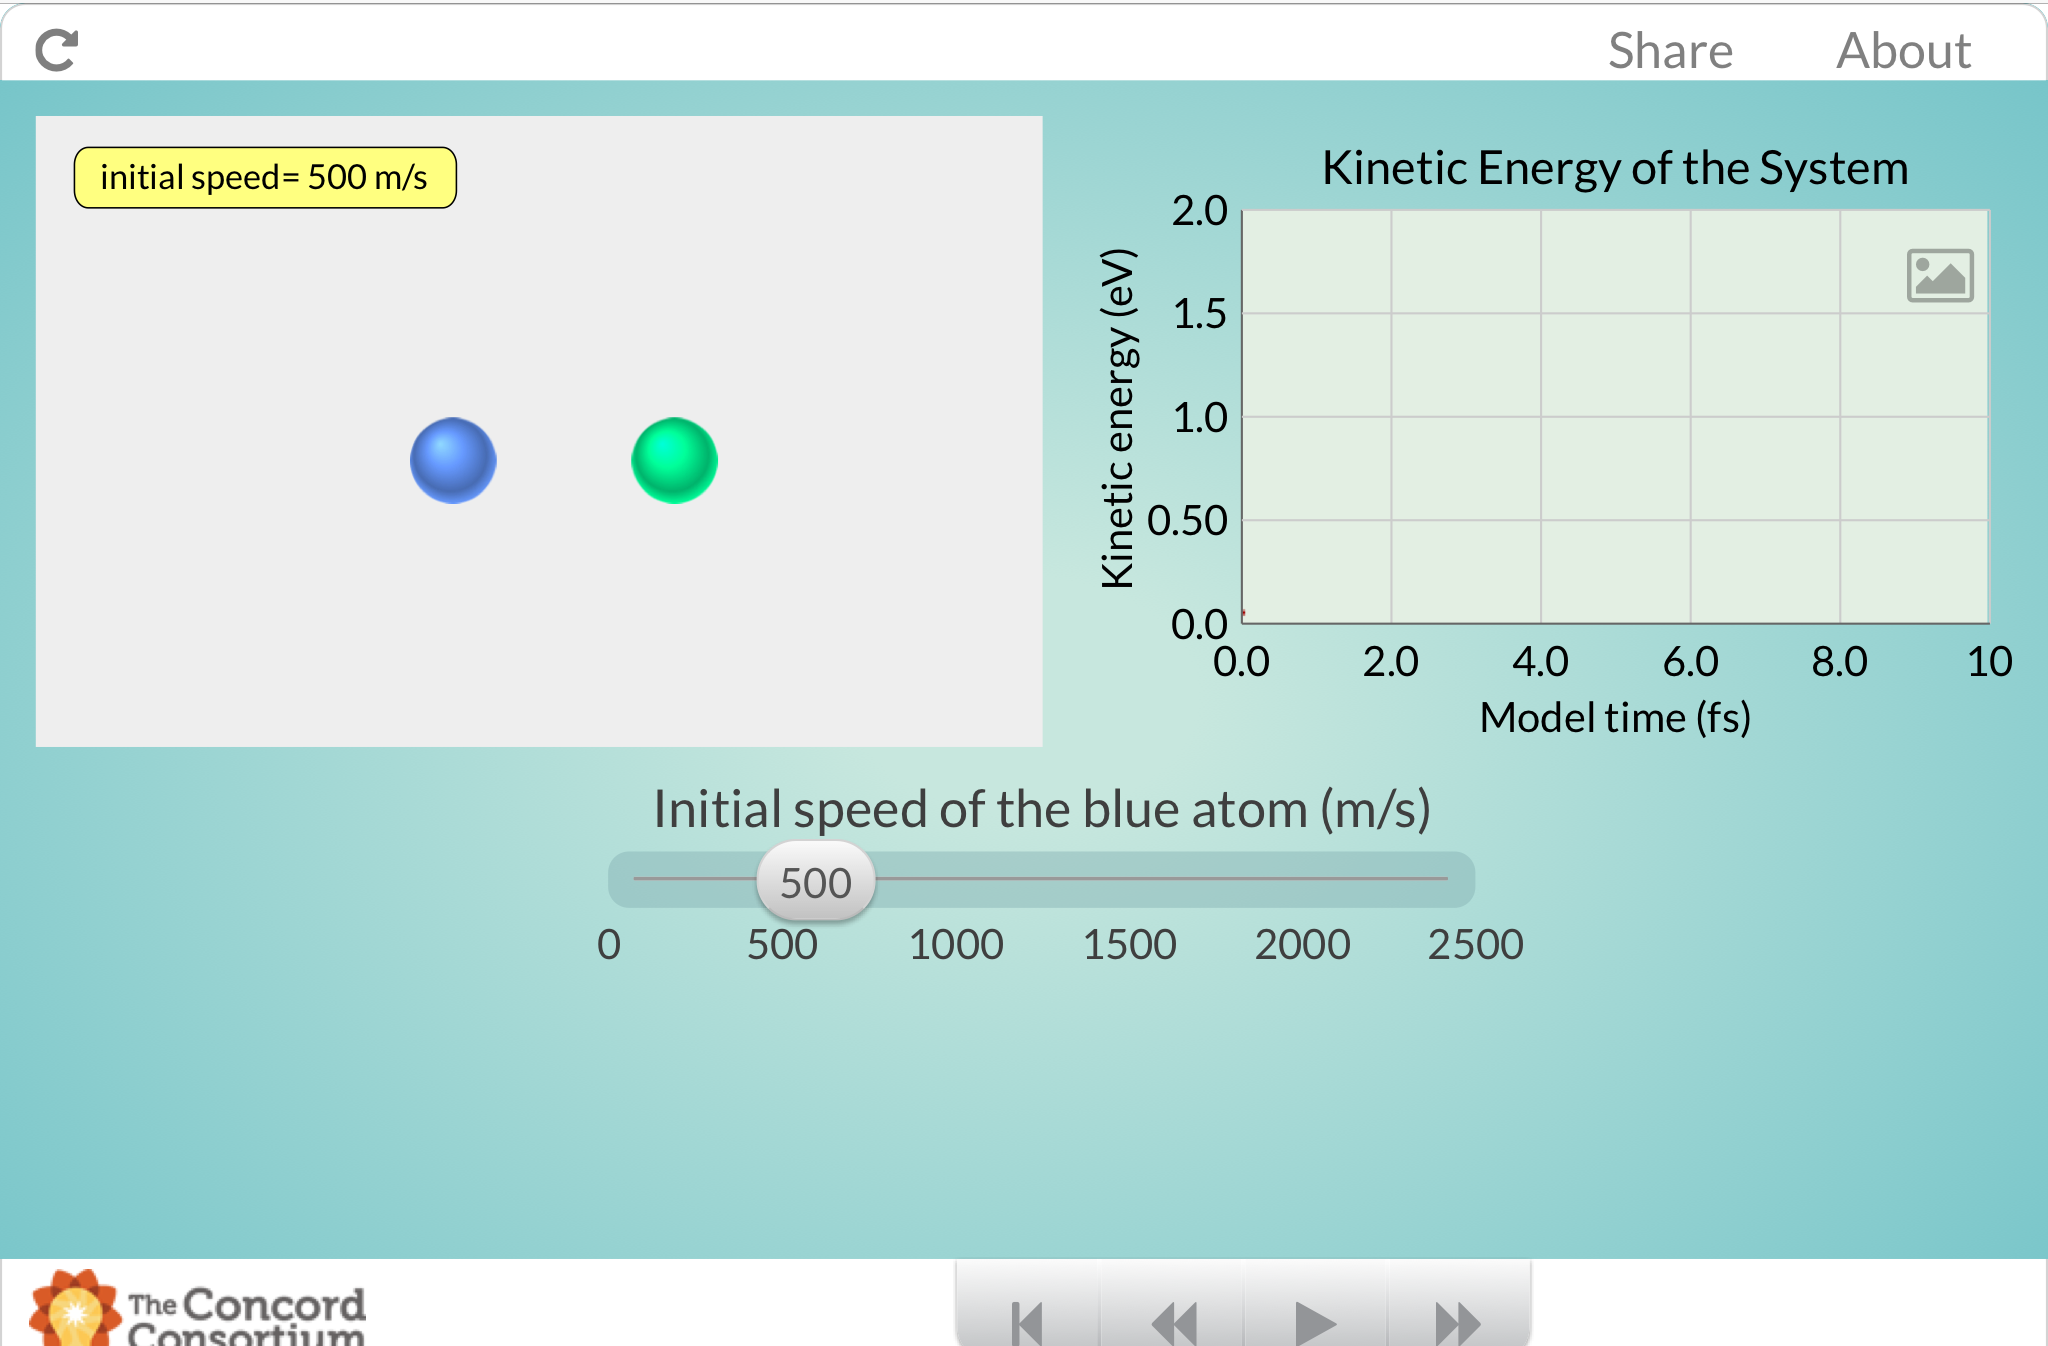 Share About
initial speed= 500 m/s
Kinetic Energy of the System
Kinetic energy (eV)
2.0
1.5
1.0
0.50
0.0
0.0 2.0 4.0 6.0 8.0 10
Model time (fs)
Initial speed of the blue atom (m/s)
500
0 500 1000 1500 2000 2500
The Concord
Consortium